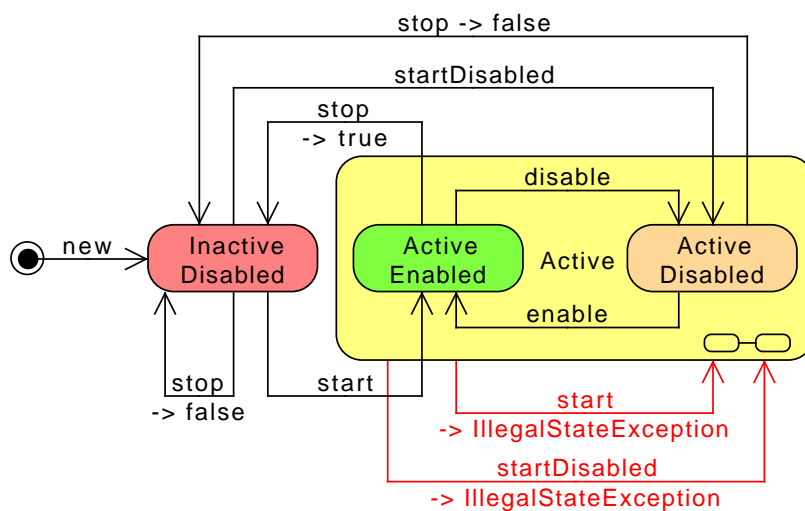 stop -> false
startDisabled
stop
-> true
disable
new
Inactive
Disabled
Active
Enabled
Active
Active
Disabled
enable
stop
-> false
start
start
-> IllegalStateException
startDisabled
-> IllegalStateException